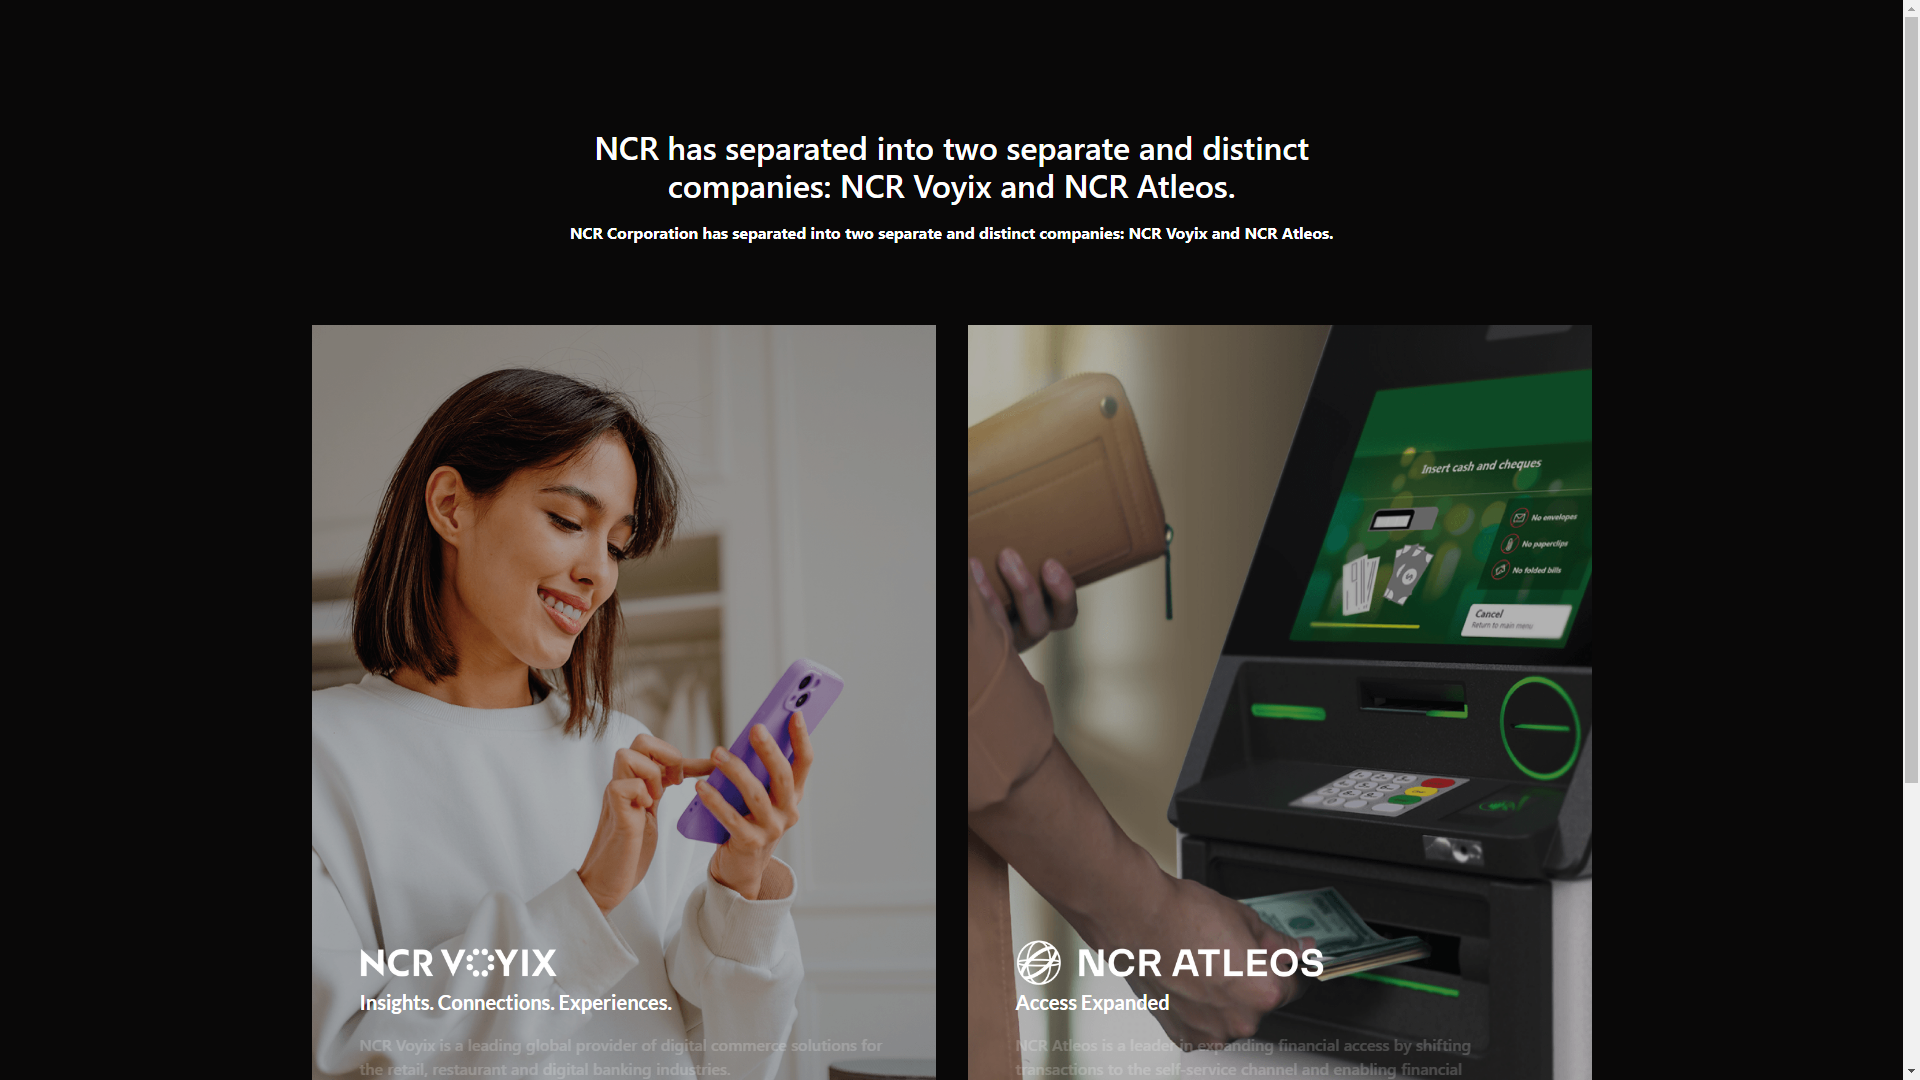 NCR has separated into two separate and distinct
companies: NCR Voyix and NCR Atleos.
NCR Corporation has separated into two separate and distinct companies: NCR Voyix and NCR Atleos.
NCR VOYIX
Insights. Connections. Experiences.
NCR Voyix is a leading global provider of digital commerce solutions for
the retail, restaurant and digital banking industries.
Insert cash and cheques
No envelopes
No paperclips
No folded bills
Cancel
Return to main menu
NCR ATLEOS
Access Expanded
NCR Atleos is a leader in expanding financial access by shifting
transactions to the self-service channel and enabling financial